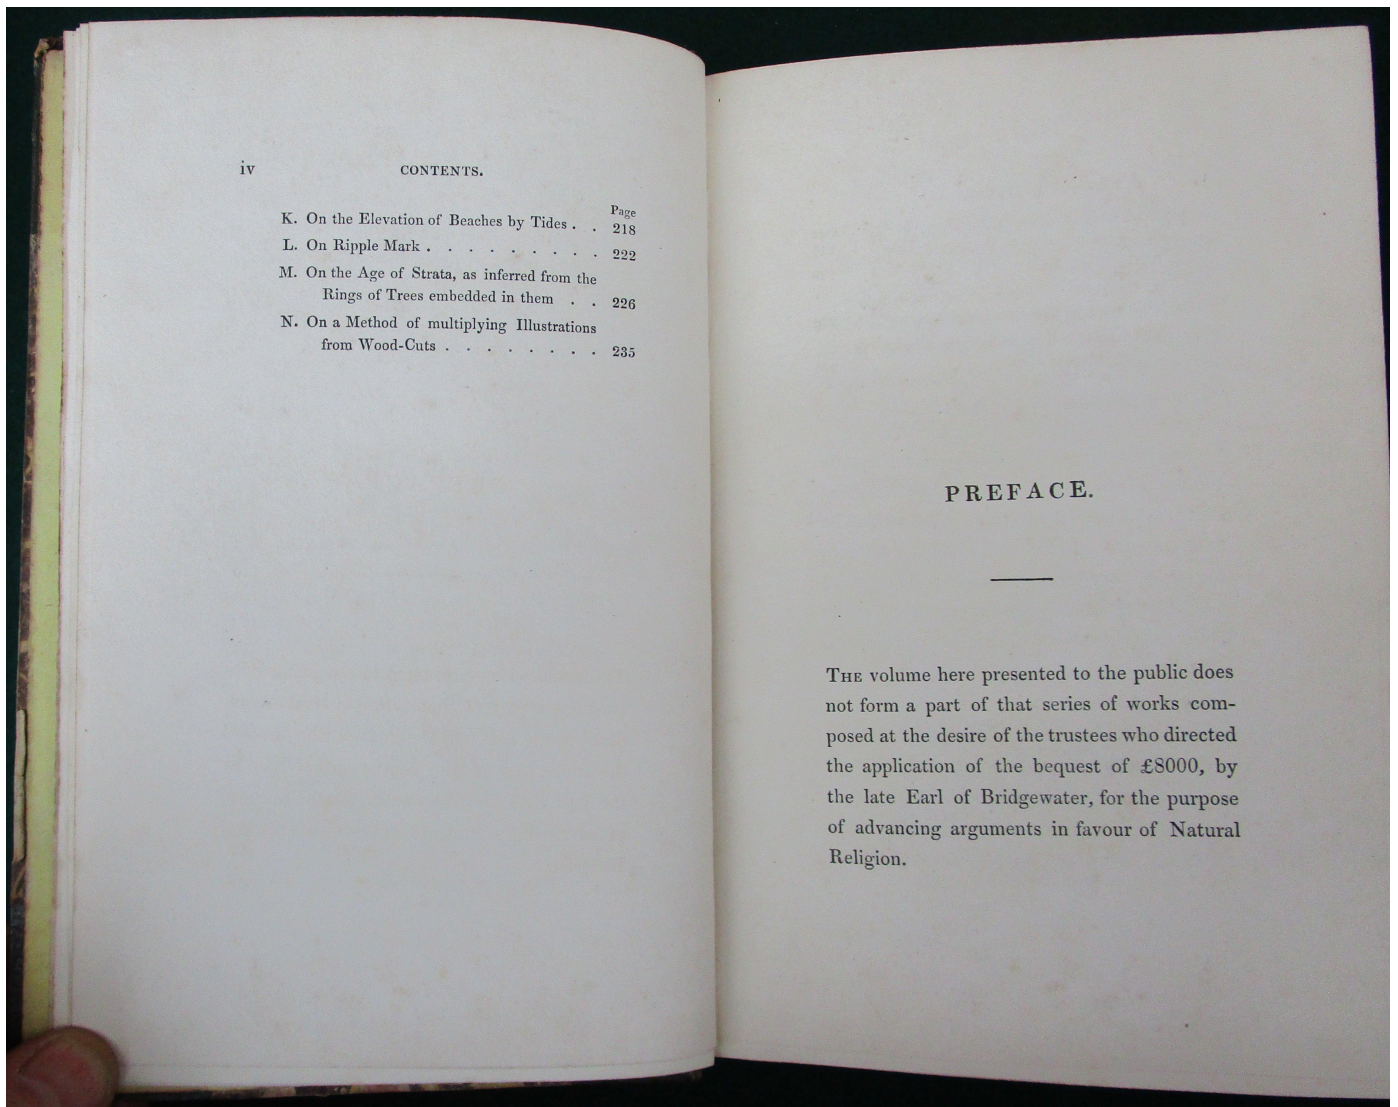 iv CONTENTS.
Page
K. On the Elevation of Beaches by Tides . . 218
L. On Ripple Mark . . . . . . . . . 222
M. On the Age of Strata, as inferred from the
Rings of Trees embedded in them . . 226
N. On a Method of multiplying Illustrations
from Wood-Cuts . . . . . . . . 235
PREFACE.
THE volume here presented to the public does
not form a part of that series of works com-
posed at the desire of the trustees who directed
the application of the bequest of £8000, by
the late Earl of Bridgewater, for the purpose
of advancing arguments in favour of Natural
Religion.